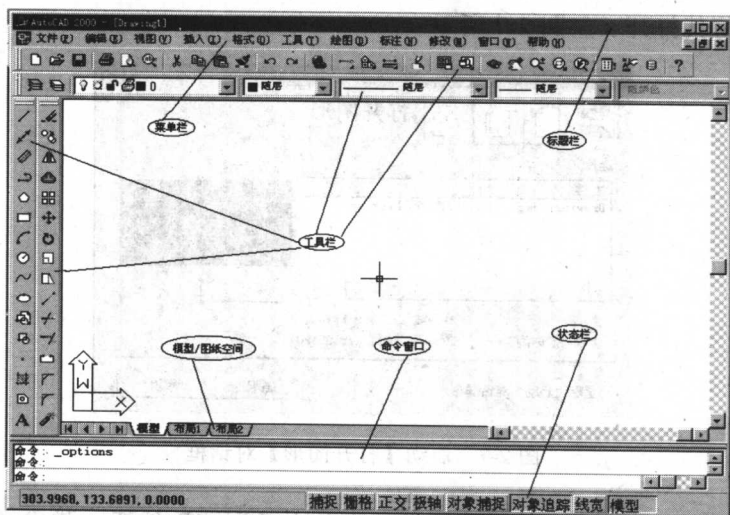 AutoCAD 2000 - [Drawing1]
文件(F) 编辑(E) 视图(V) 插入(I) 格式(O) 工具(T) 绘图(D) 标注(N) 修改(M) 窗口(W) 帮助(H)
?
0 随层 随层 随层 随颜色
菜单栏
标题栏
工具栏
状态栏
模型/图纸空间
命令窗口
Y
W
X
A
模型 布局1 布局2
命令: _options
命令:
命令:
303.9968, 133.6891, 0.0000 捕捉 栅格 正交 极轴 对象捕捉 对象追踪 线宽 模型